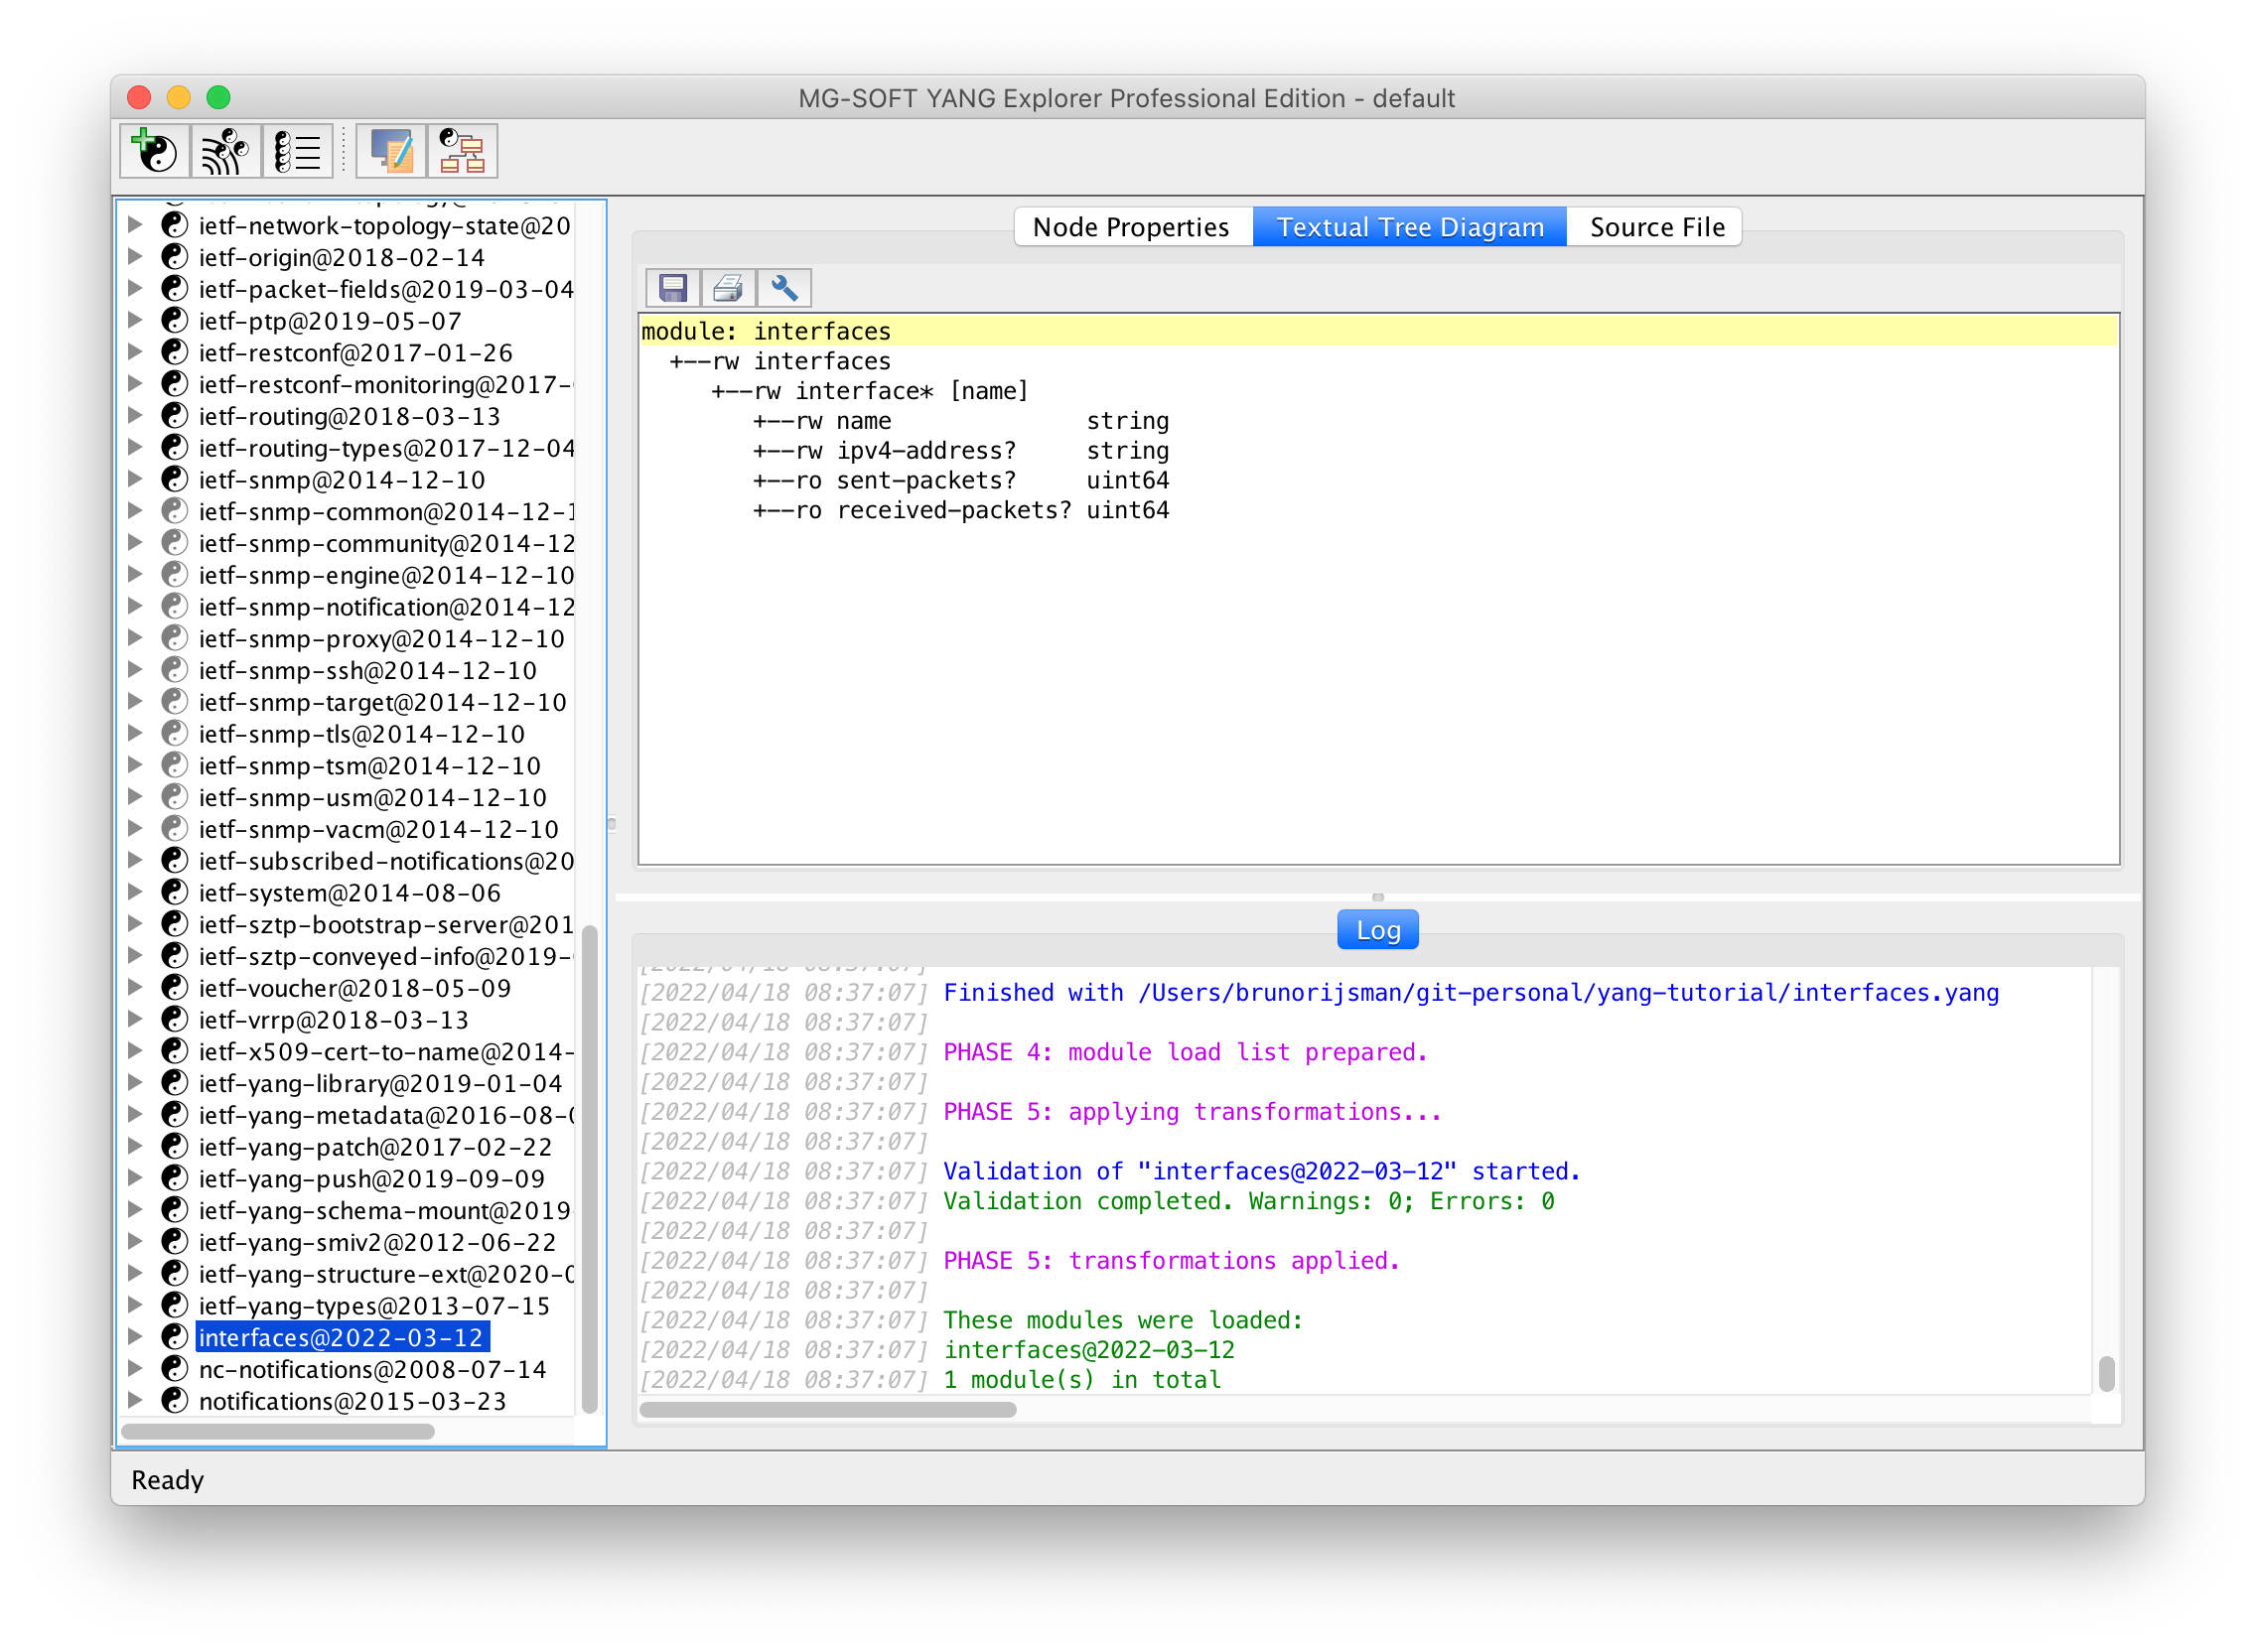 MG-SOFT YANG Explorer Professional Edition - default
ietf-network-topology-state@20
ietf-origin@2018-02-14
ietf-packet-fields@2019-03-04
ietf-ptp@2019-05-07
ietf-restconf@2017-01-26
ietf-restconf-monitoring@2017-
ietf-routing@2018-03-13
ietf-routing-types@2017-12-04
ietf-snmp@2014-12-10
ietf-snmp-common@2014-12-1
ietf-snmp-community@2014-12
ietf-snmp-engine@2014-12-10
ietf-snmp-notification@2014-12
ietf-snmp-proxy@2014-12-10
ietf-snmp-ssh@2014-12-10
ietf-snmp-target@2014-12-10
ietf-snmp-tls@2014-12-10
ietf-snmp-tsm@2014-12-10
ietf-snmp-usm@2014-12-10
ietf-snmp-vacm@2014-12-10
ietf-subscribed-notifications@20
ietf-system@2014-08-06
ietf-sztp-bootstrap-server@201
ietf-sztp-conveyed-info@2019-
ietf-voucher@2018-05-09
ietf-vrrp@2018-03-13
ietf-x509-cert-to-name@2014-
ietf-yang-library@2019-01-04
ietf-yang-metadata@2016-08-0
ietf-yang-patch@2017-02-22
ietf-yang-push@2019-09-09
ietf-yang-schema-mount@2019-
ietf-yang-smiv2@2012-06-22
ietf-yang-structure-ext@2020-0
ietf-yang-types@2013-07-15
interfaces@2022-03-12
nc-notifications@2008-07-14
notifications@2015-03-23
Node Properties Textual Tree Diagram Source File
module: interfaces
+--rw interfaces
+--rw interface* [name]
+--rw name string
+--rw ipv4-address? string
+--ro sent-packets? uint64
+--ro received-packets? uint64
Log
[2022/04/18 08:37:07]
[2022/04/18 08:37:07] Finished with /Users/brunorijsman/git-personal/yang-tutorial/interfaces.yang
[2022/04/18 08:37:07]
[2022/04/18 08:37:07] PHASE 4: module load list prepared.
[2022/04/18 08:37:07]
[2022/04/18 08:37:07] PHASE 5: applying transformations...
[2022/04/18 08:37:07]
[2022/04/18 08:37:07] Validation of "interfaces@2022-03-12" started.
[2022/04/18 08:37:07] Validation completed. Warnings: 0; Errors: 0
[2022/04/18 08:37:07]
[2022/04/18 08:37:07] PHASE 5: transformations applied.
[2022/04/18 08:37:07]
[2022/04/18 08:37:07] These modules were loaded:
[2022/04/18 08:37:07] interfaces@2022-03-12
[2022/04/18 08:37:07] 1 module(s) in total
Ready